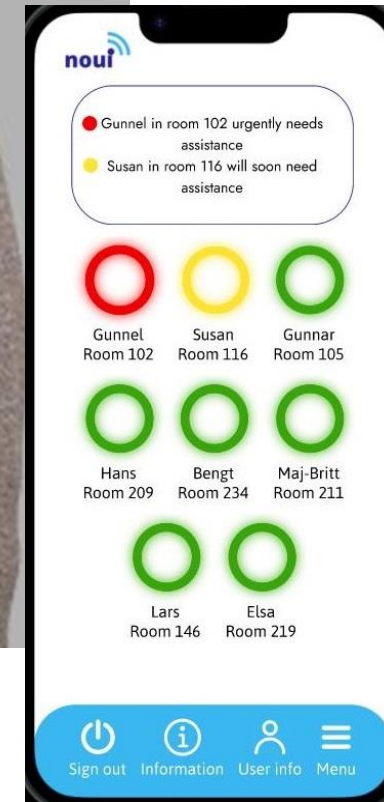 noui
Gunnel in room 102 urgently needs
assistance
Susan in room 116 will soon need
assistance
Gunnel
Room 102
Susan
Room 116
Gunnar
Room 105
Hans
Room 209
Bengt
Room 234
Maj-Britt
Room 211
Lars
Room 146
Elsa
Room 219
Sign out
Information
User info
Menu